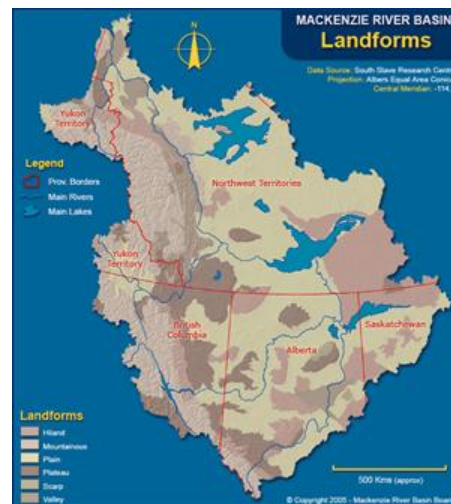 MACKENZIE RIVER BASIN
Landforms
Data Source: South Slave Research Centre
Projection: Albers Equal Area Conic
Central Meridian: -114.
N
Yukon
Territory
Legend
Prov. Borders
Main Rivers
Main Lakes
Northwest Territories
Yukon
Territory
British
Columbia
Alberta
Saskatchewan
Landforms
Hiland
Mountainous
Plain
Plateau
Scarp
Valley
500 Kms (approx)
© Copyright 2005 - Mackenzie River Basin Board